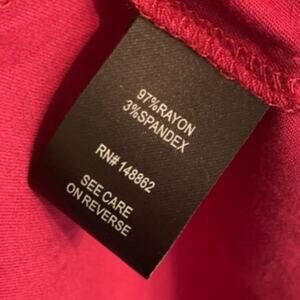 97%RAYON
3%SPANDEX
RN# 148862
SEE CARE
ON REVERSE